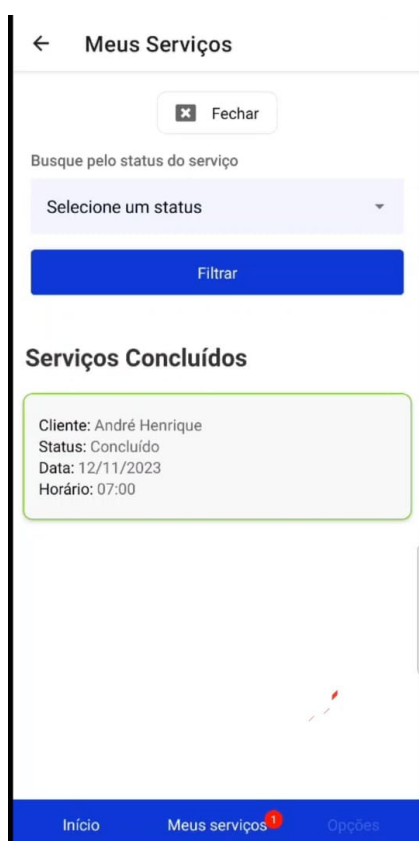 Meus Serviços
Fechar
Busque pelo status do serviço
Selecione um status
Filtrar
Serviços Concluídos
Cliente: André Henrique
Status: Concluído
Data: 12/11/2023
Horário: 07:00
Início Meus serviços 1 Opções